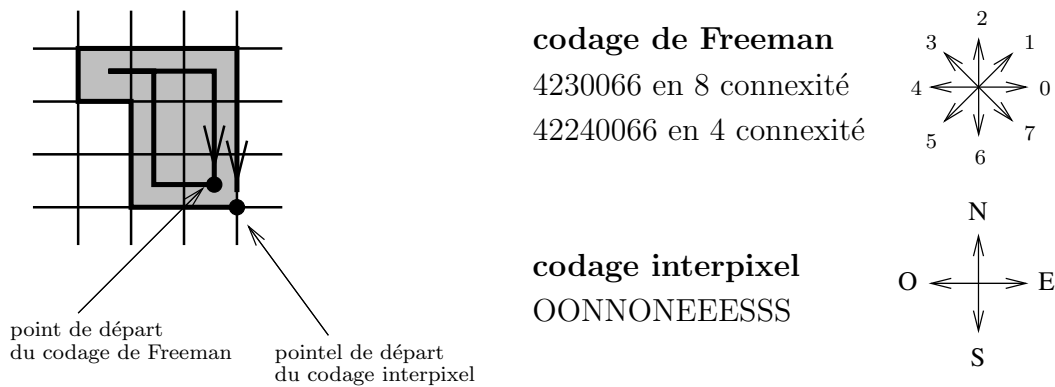 codage de Freeman
4230066 en 8 connexité
42240066 en 4 connexité
2
3 1
4 0
5 7
6
codage interpixel
OONNONEEESSS
N
O E
S
point de départ
du codage de Freeman
pointel de départ
du codage interpixel